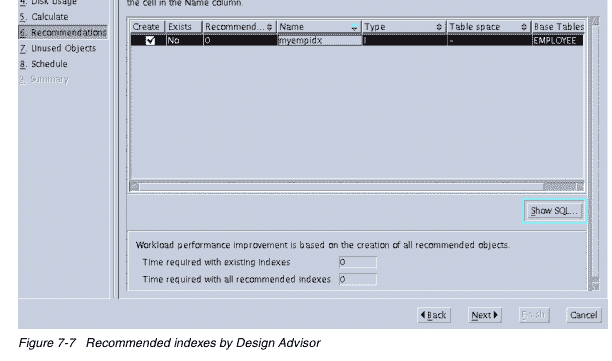 4. Disk Usage
5. Calculate
6. Recommendations
7. Unused Objects
8. Schedule
9. Summary
the cell in the Name column.
Create Exists Recommend... Name Type Table space Base Tables
No 0 myempidx I - EMPLOYEE
Show SQL...
Workload performance improvement is based on the creation of all recommended objects.
Time required with existing indexes 0
Time required with all recommended indexes 0
Back Next Finish Cancel
Figure 7-7 Recommended indexes by Design Advisor